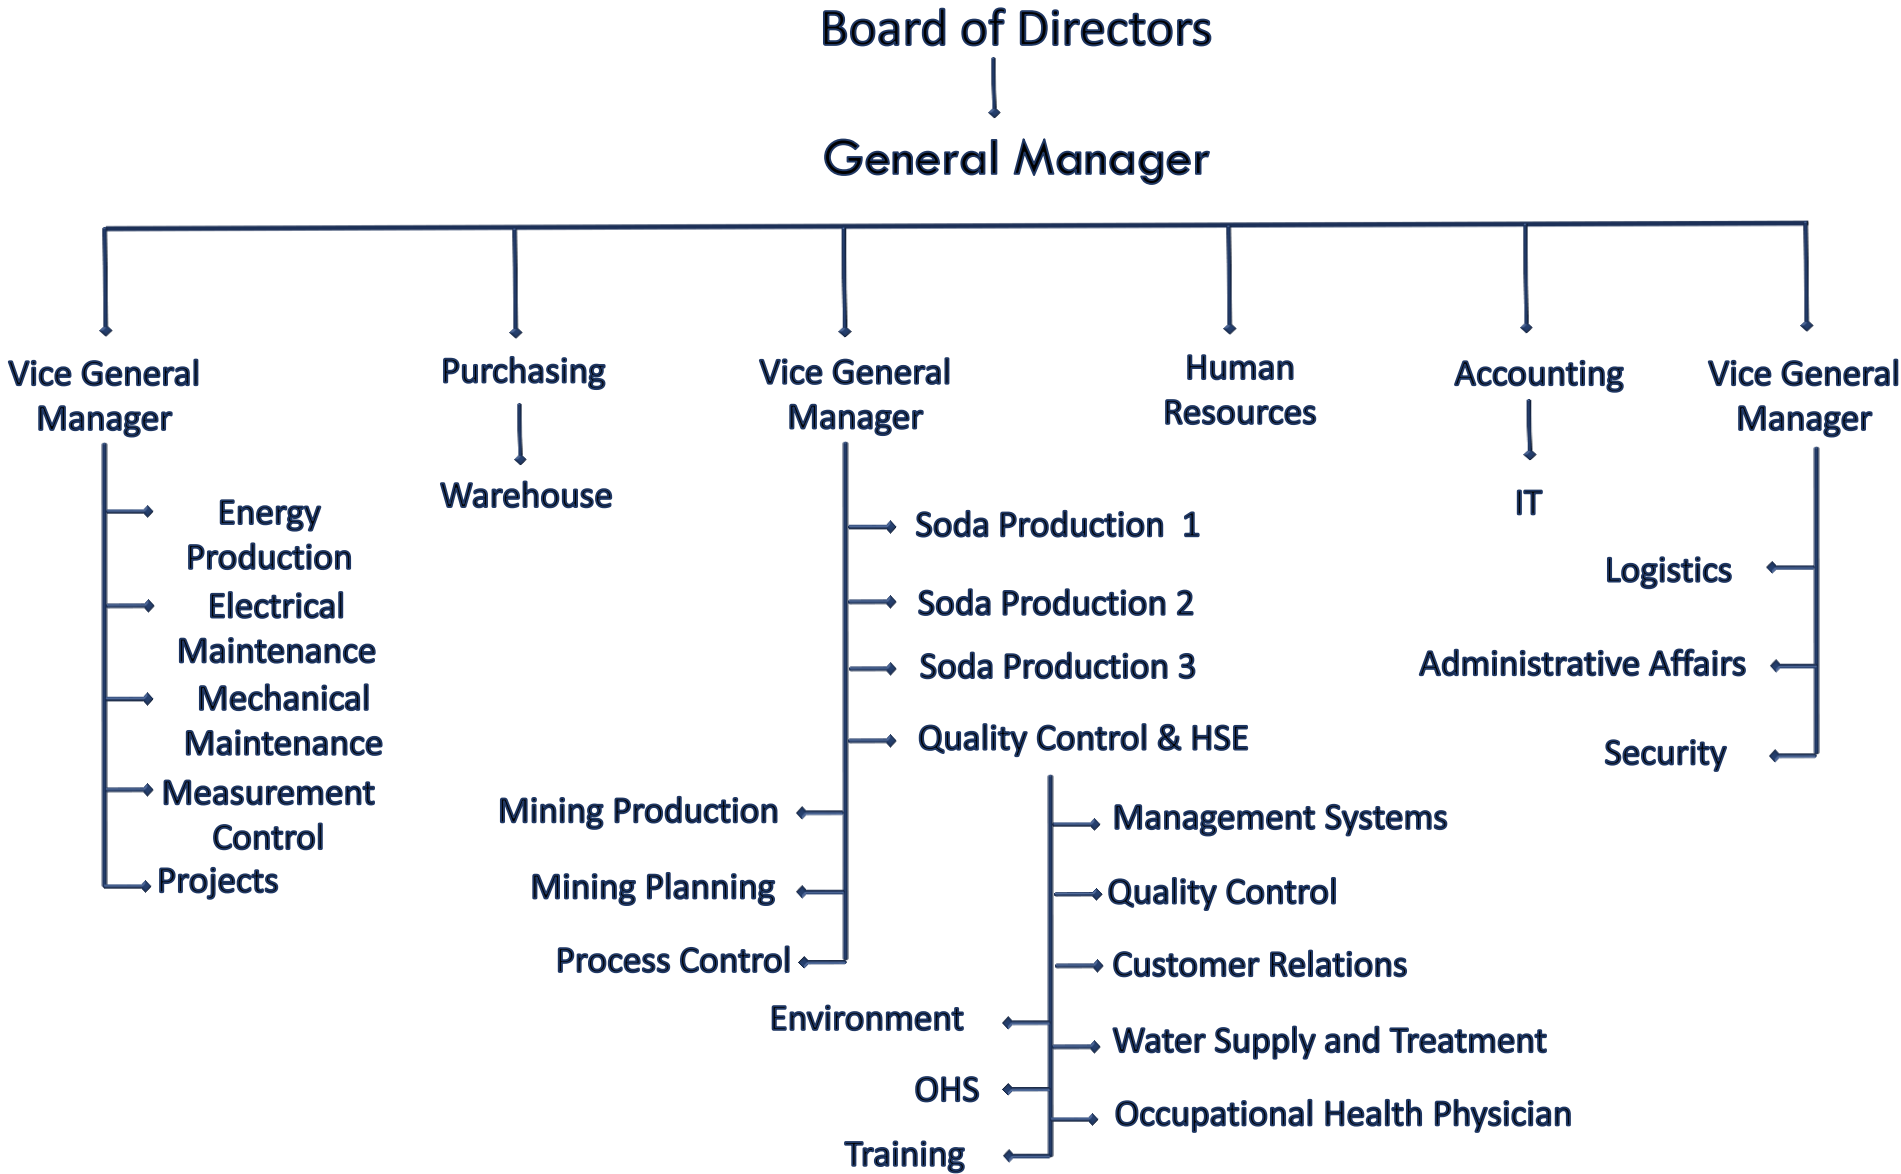 Board of Directors
General Manager
Vice General
Manager
Purchasing
Vice General
Manager
Human
Resources
Accounting
Vice General
Manager
Energy
Production
Electrical
Maintenance
Mechanical
Maintenance
Measurement
Control
Projects
Warehouse
Soda Production  1
Soda Production 2
Soda Production 3
Quality Control & HSE
Mining Production
Mining Planning
Process Control
Management Systems
Quality Control
Customer Relations
Environment
Water Supply and Treatment
OHS
Occupational Health Physician
Training
IT
Logistics
Administrative Affairs
Security